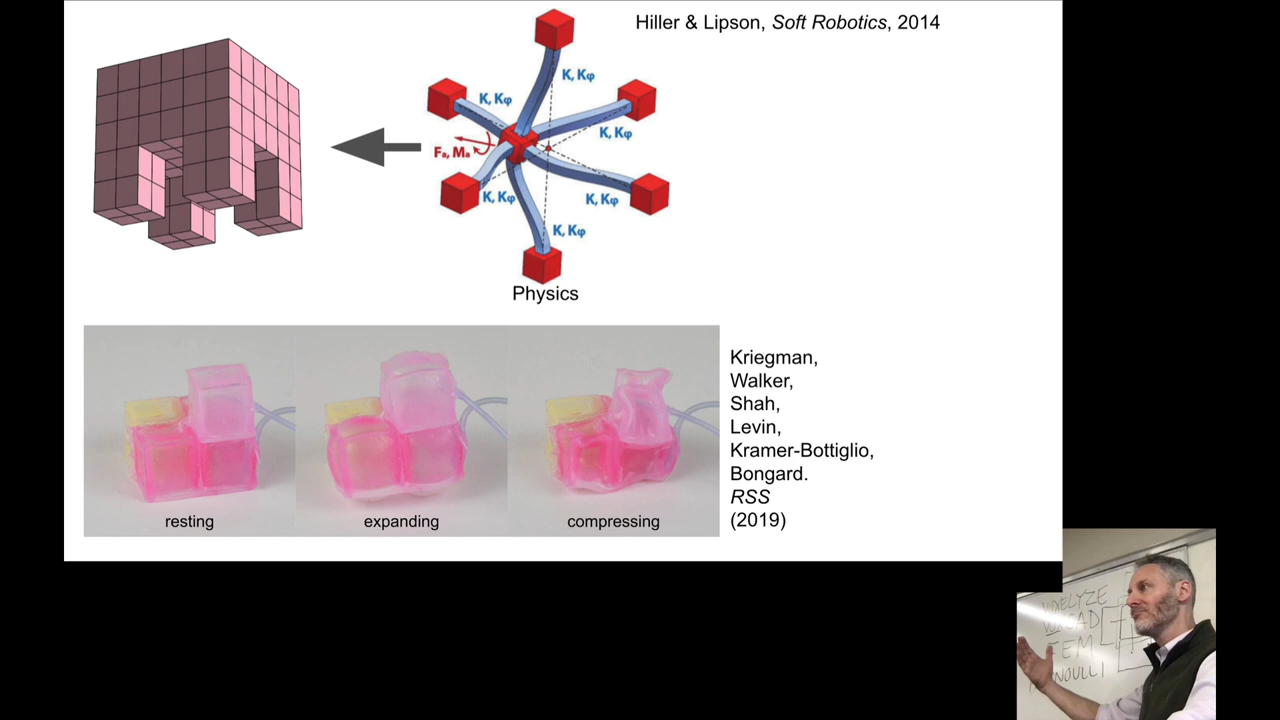 Hiller & Lipson, Soft Robotics, 2014
K, Kφ
K, Kφ
K, Kφ
Fₐ, Mₐ
K, Kφ
K, Kφ
K, Kφ
Physics
Kriegman,
Walker,
Shah,
Levin,
Kramer-Bottiglio,
Bongard.
RSS
(2019)
resting
expanding
compressing
FEM